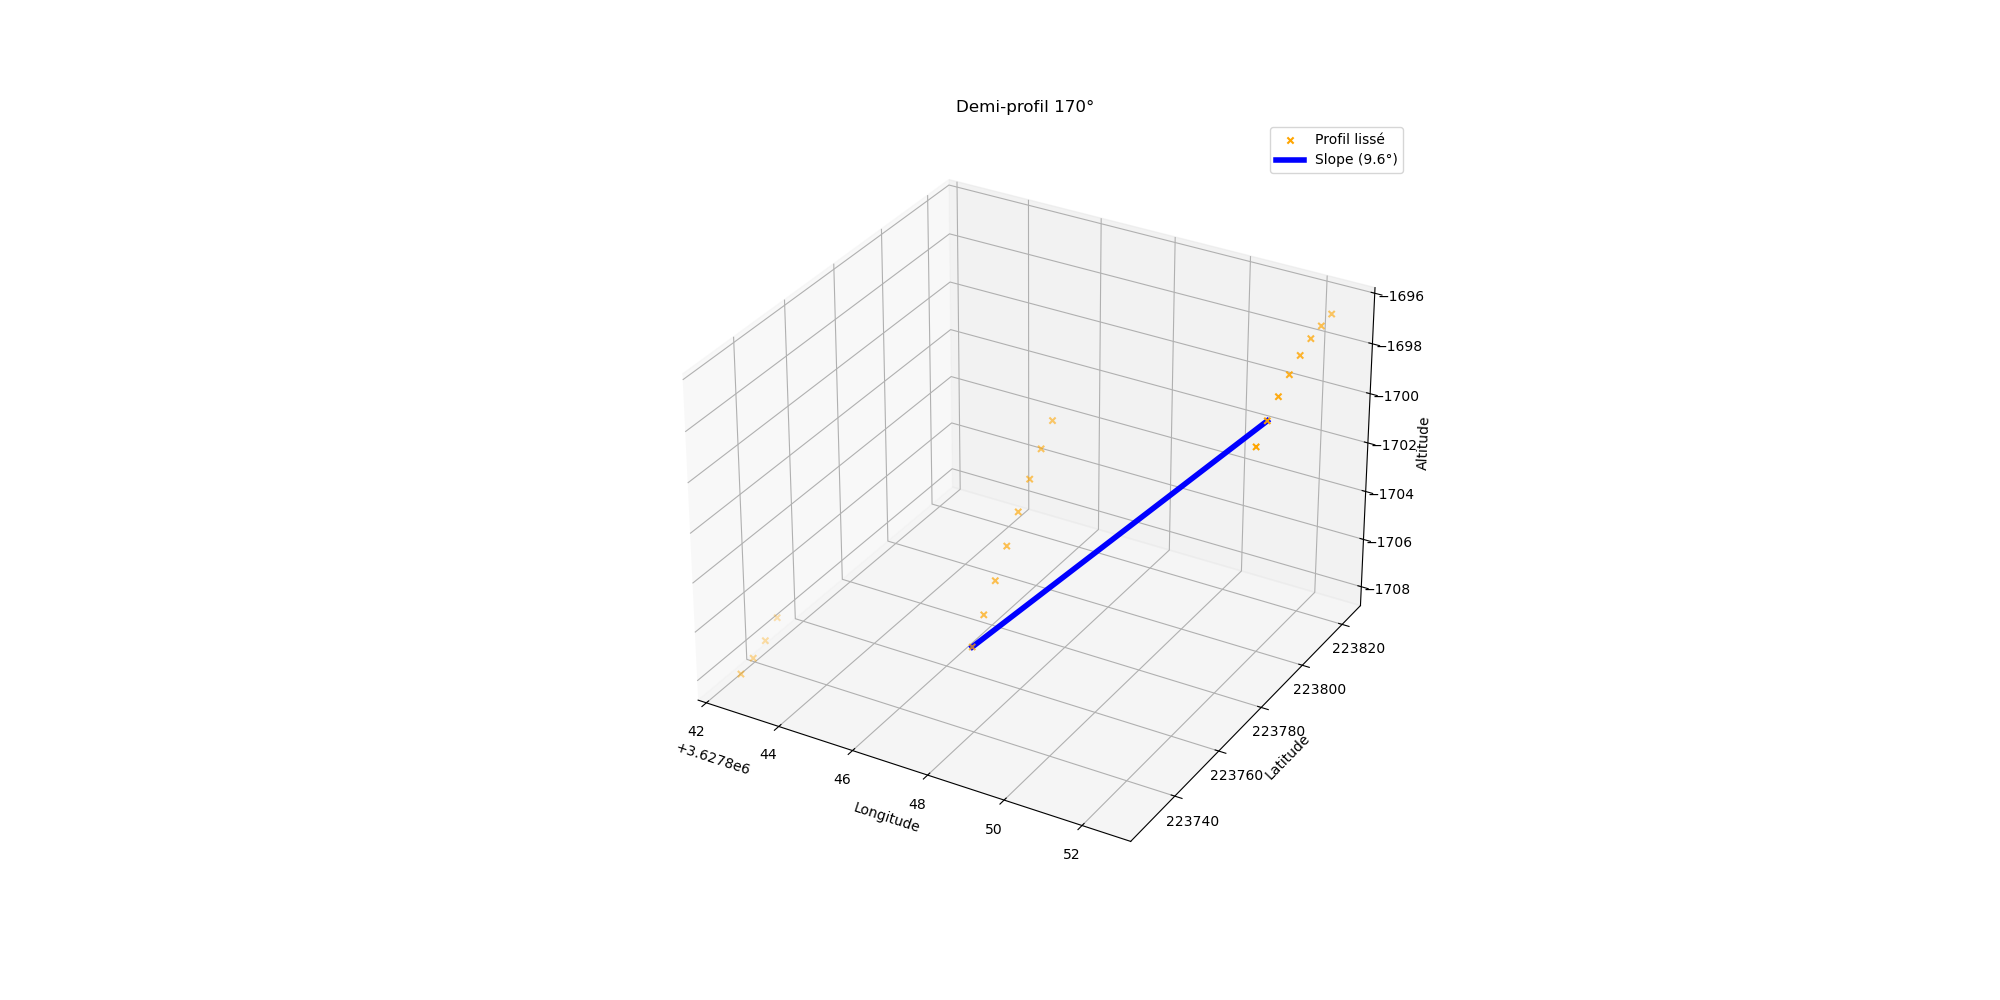 Demi-profil 170°
Profil lissé
Slope (9.6°)
−1696
−1698
−1700
−1702
−1704
−1706
−1708
Altitude
223820
223800
223780
223760
223740
Latitude
42
44
46
48
50
52
+3.6278e6
Longitude